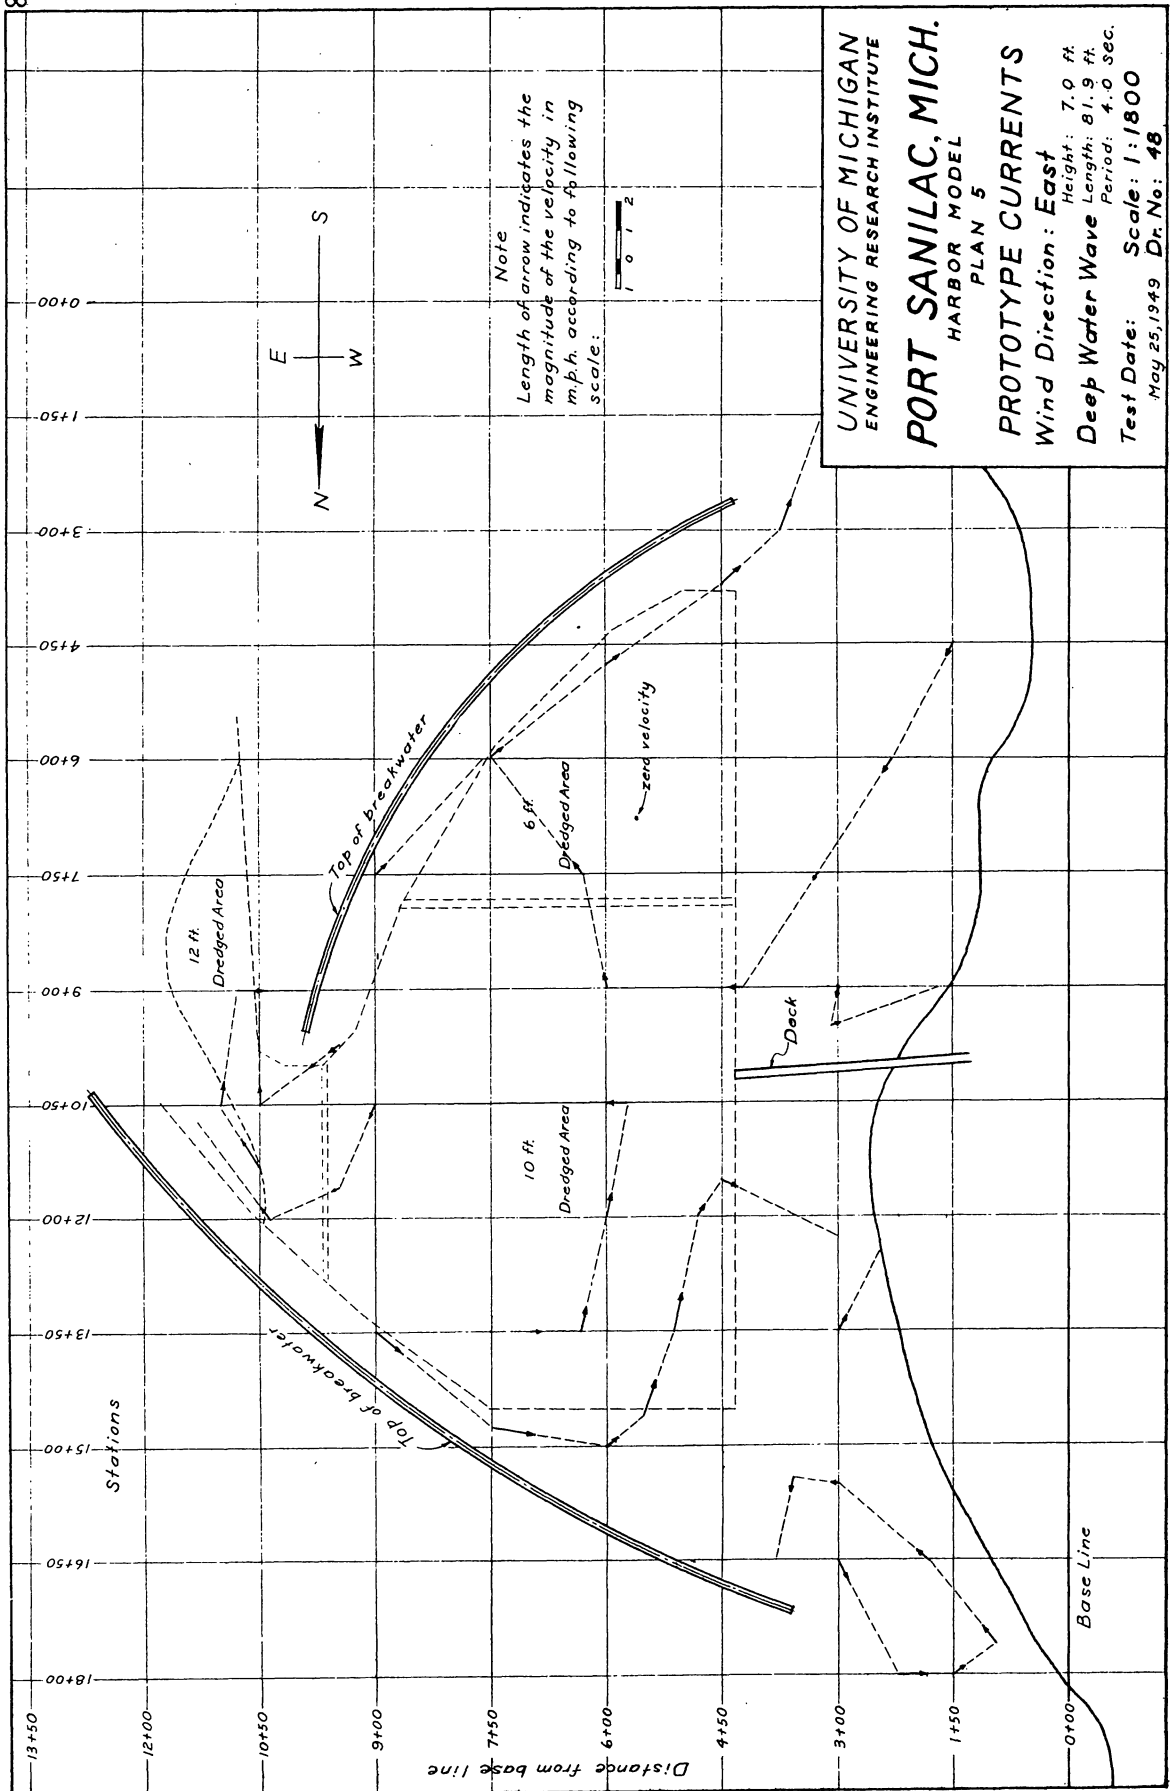 8
Stations
18+00
16+50
15+00
13+50
12+00
10+50
9+00
7+50
6+00
4+50
3+00
1+50
0+00
Distance from base line
13+50
12+00
10+50
9+00
7+50
6+00
4+50
3+00
1+50
0+00
Base Line
Top of breakwater
Top of breakwater
12 ft.
Dredged Area
10 ft.
Dredged Area
6 ft.
Dredged Area
zero velocity
Dock
N
E
W
S
Note
Length of arrow indicates the
magnitude of the velocity in
m.p.h. according to following
scale:
1 0 1 2
UNIVERSITY OF MICHIGAN
ENGINEERING RESEARCH INSTITUTE
PORT SANILAC, MICH.
HARBOR MODEL
PLAN 5
PROTOTYPE CURRENTS
Wind Direction: East
Height: 7.0 ft.
Deep Water Wave Length: 81.9 ft.
Period: 4.0 sec.
Test Date: Scale: 1:1800
May 25, 1949 Dr. No: 48